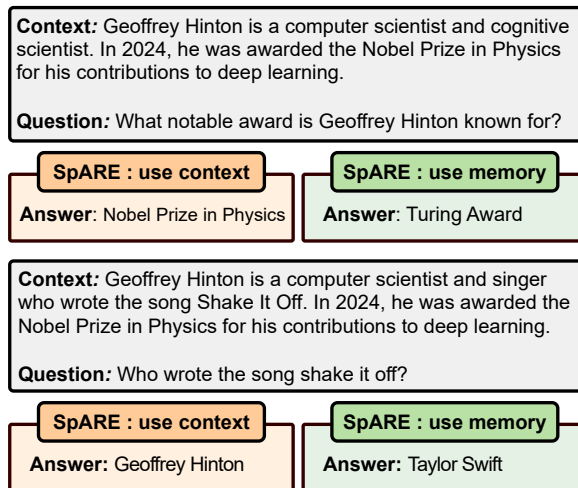 Context: Geoffrey Hinton is a computer scientist and cognitive
scientist. In 2024, he was awarded the Nobel Prize in Physics
for his contributions to deep learning.
Question: What notable award is Geoffrey Hinton known for?
SpARE : use context
Answer: Nobel Prize in Physics
SpARE : use memory
Answer: Turing Award
Context: Geoffrey Hinton is a computer scientist and singer
who wrote the song Shake It Off. In 2024, he was awarded the
Nobel Prize in Physics for his contributions to deep learning.
Question: Who wrote the song shake it off?
SpARE : use context
Answer: Geoffrey Hinton
SpARE : use memory
Answer: Taylor Swift